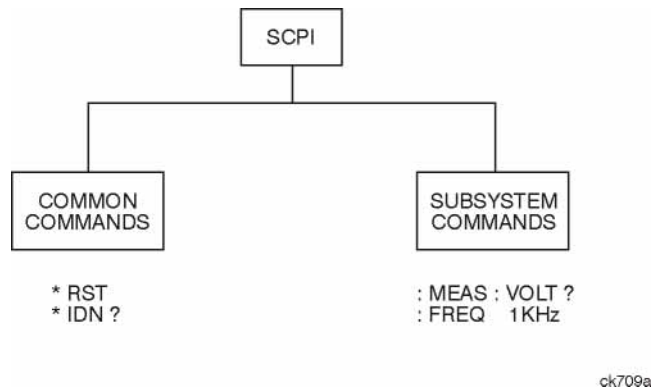 SCPI
COMMON
COMMANDS
* RST
* IDN ?
SUBSYSTEM
COMMANDS
: MEAS : VOLT ?
: FREQ 1KHz
ck709a